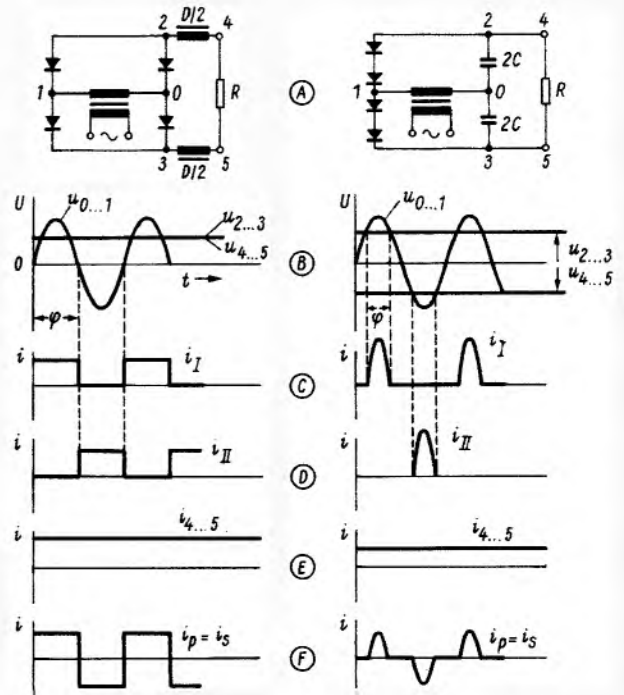 D/2
2
4
1
0
R
3
D/2
5
A
2
4
2C
1
0
R
2C
3
5
U
u0...1
u2...3
u4...5
0
t
φ
B
u0...1
u2...3
u4...5
φ
i
iI
C
i
iI
i
iII
D
i
iII
i
i4...5
E
i
i4...5
i
ip = is
F
i
ip = is